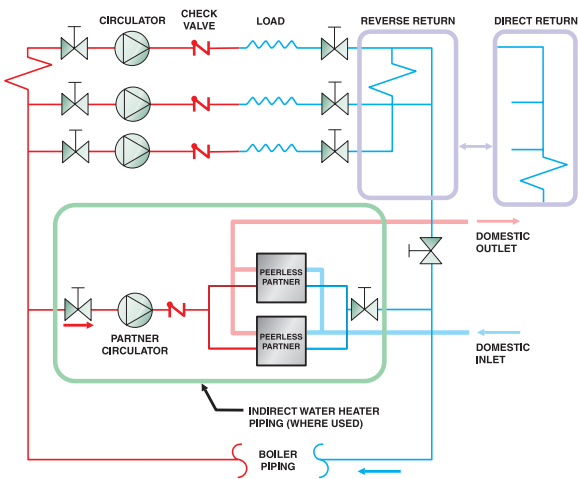 CIRCULATOR
CHECK
VALVE
LOAD
REVERSE RETURN
DIRECT RETURN
DOMESTIC
OUTLET
PEERLESS
PARTNER
PEERLESS
PARTNER
PARTNER
CIRCULATOR
DOMESTIC
INLET
INDIRECT WATER HEATER
PIPING (WHERE USED)
BOILER
PIPING